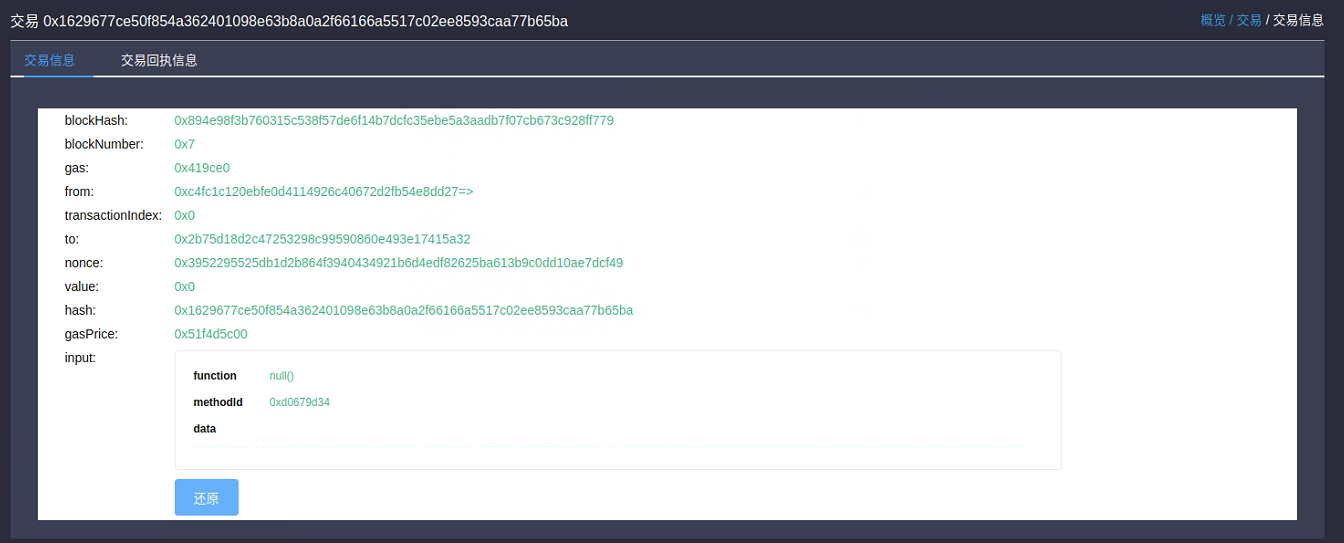 交易 0x1629677ce50f854a362401098e63b8a0a2f66166a5517c02ee8593caa77b65ba 概览 / 交易 / 交易信息
交易信息 交易回执信息
blockHash: 0x894e98f3b760315c538f57de6f14b7dcfc35ebe5a3aadb7f07cb673c928ff779
blockNumber: 0x7
gas: 0x419ce0
from: 0xc4fc1c120ebfe0d4114926c40672d2fb54e8dd27=>
transactionIndex: 0x0
to: 0x2b75d18d2c47253298c99590860e493e17415a32
nonce: 0x3952295525db1d2b864f3940434921b6d4edf82625ba613b9c0dd10ae7dcf49
value: 0x0
hash: 0x1629677ce50f854a362401098e63b8a0a2f66166a5517c02ee8593caa77b65ba
gasPrice: 0x51f4d5c00
input:
function null()
methodId 0xd0679d34
data
还原